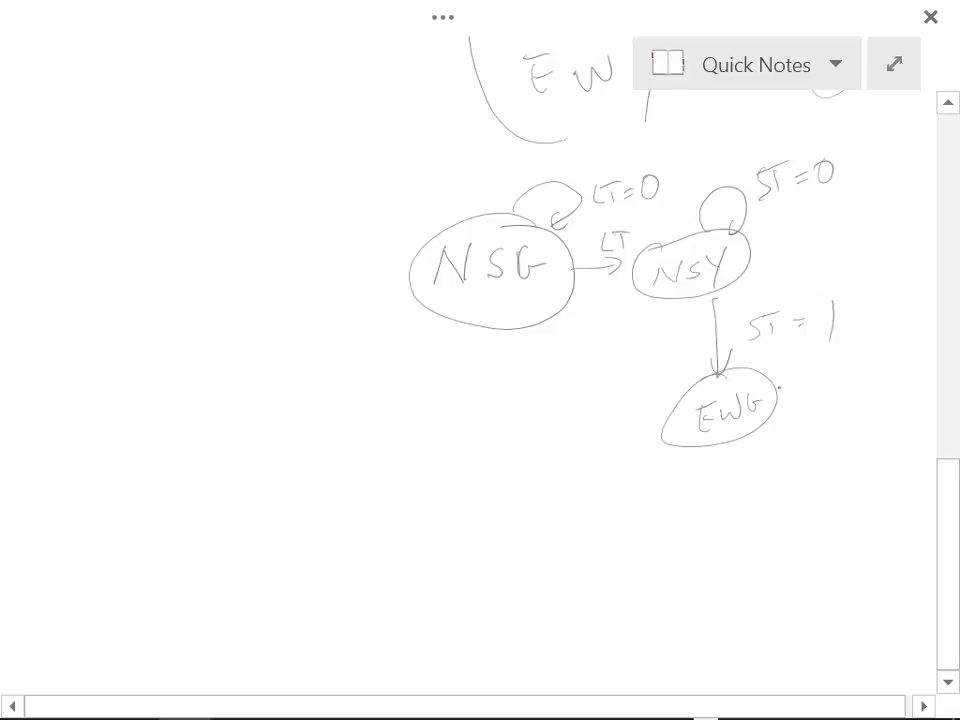 Quick Notes
EW
LT=0
ST=0
NSG
LT
NSY
ST = 1
EWG